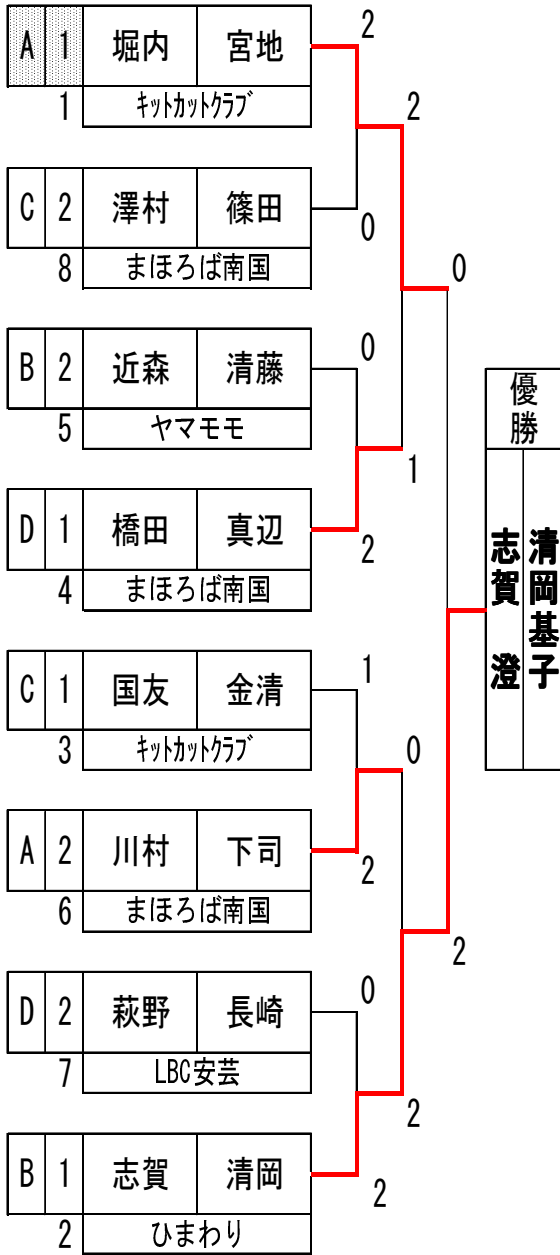 A 1 堀内 宮地 2
1 キットカットクラブ 2
C 2 澤村 篠田 0
8 まほろば南国 0
B 2 近森 清藤 0
5 ヤマモモ 1
D 1 橋田 真辺 2
4 まほろば南国
C 1 国友 金清 1
3 キットカットクラブ 0
A 2 川村 下司 2
6 まほろば南国 2
D 2 萩野 長崎 0
7 LBC安芸 2
B 1 志賀 清岡 2
2 ひまわり
優勝
清岡基子
志賀 澄